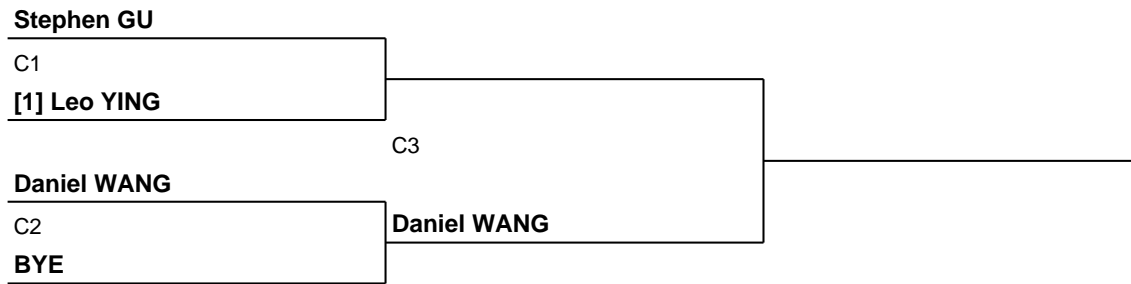 Stephen GU
C1
[1] Leo YING
C3
Daniel WANG
C2
Daniel WANG
BYE